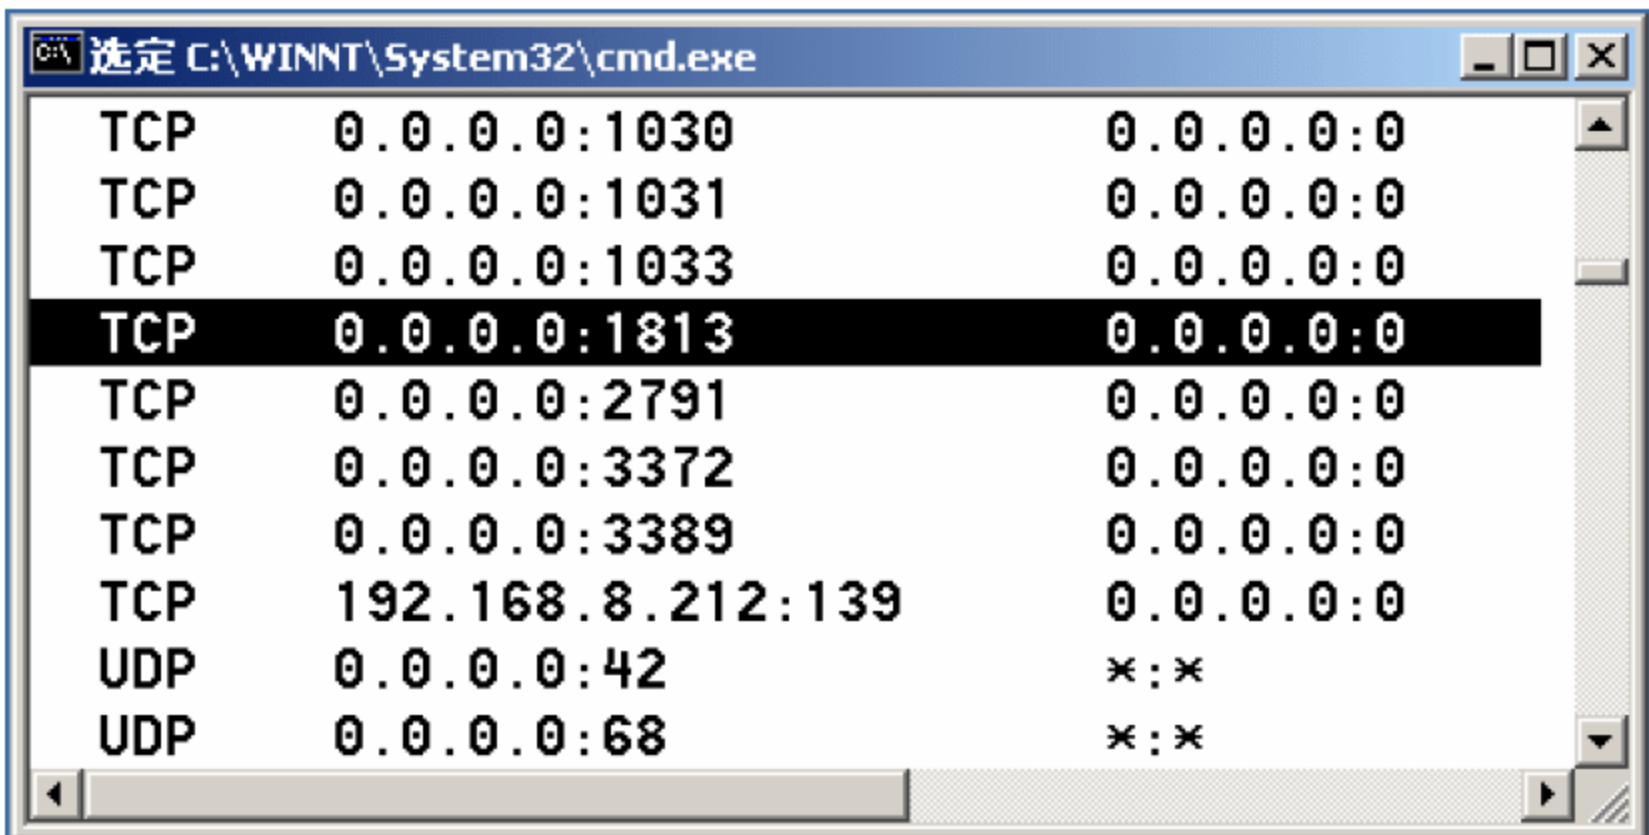 选定 C:\WINNT\System32\cmd.exe
TCP 0.0.0.0:1030 0.0.0.0:0
TCP 0.0.0.0:1031 0.0.0.0:0
TCP 0.0.0.0:1033 0.0.0.0:0
TCP 0.0.0.0:1813 0.0.0.0:0
TCP 0.0.0.0:2791 0.0.0.0:0
TCP 0.0.0.0:3372 0.0.0.0:0
TCP 0.0.0.0:3389 0.0.0.0:0
TCP 192.168.8.212:139 0.0.0.0:0
UDP 0.0.0.0:42 *:*
UDP 0.0.0.0:68 *:*